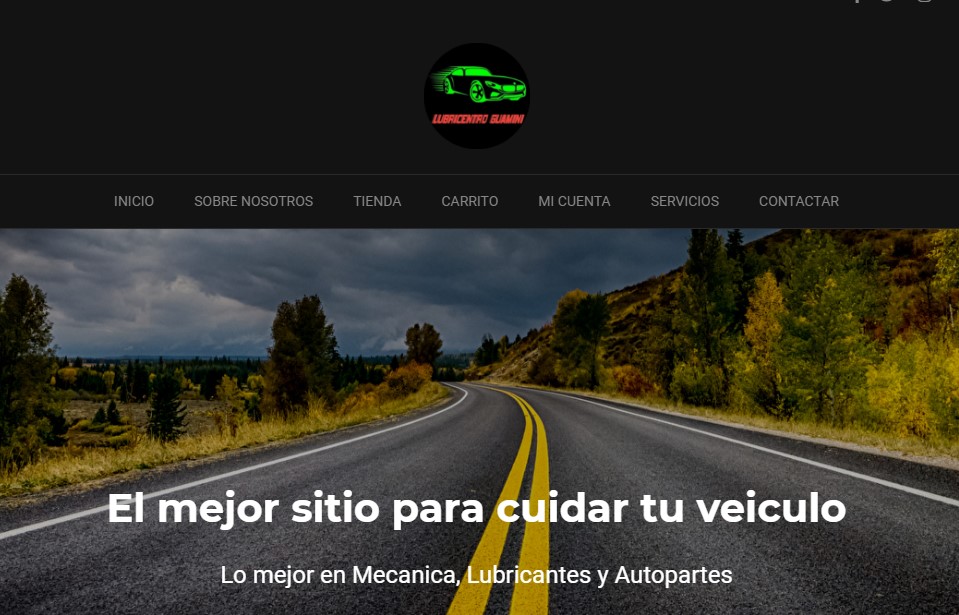 LUBRICENTRO GUAMINI
INICIO SOBRE NOSOTROS TIENDA CARRITO MI CUENTA SERVICIOS CONTACTAR
El mejor sitio para cuidar tu veiculo
Lo mejor en Mecanica, Lubricantes y Autopartes